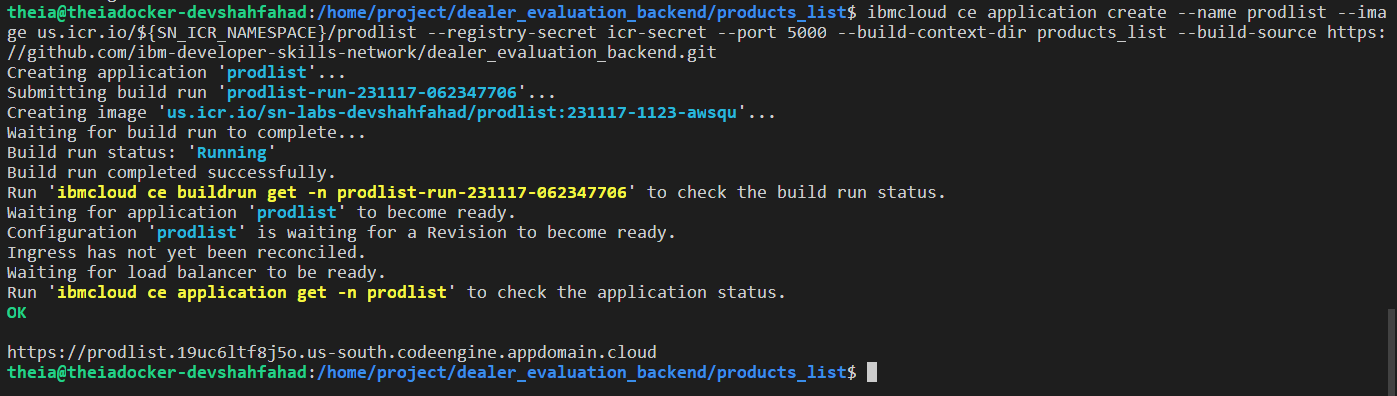 theia@theiadocker-devshahfahad:/home/project/dealer_evaluation_backend/products_list$ ibmcloud ce application create --name prodlist --ima
ge us.icr.io/${SN_ICR_NAMESPACE}/prodlist --registry-secret icr-secret --port 5000 --build-context-dir products_list --build-source https:
//github.com/ibm-developer-skills-network/dealer_evaluation_backend.git
Creating application 'prodlist'...
Submitting build run 'prodlist-run-231117-062347706'...
Creating image 'us.icr.io/sn-labs-devshahfahad/prodlist:231117-1123-awsqu'...
Waiting for build run to complete...
Build run status: 'Running'
Build run completed successfully.
Run 'ibmcloud ce buildrun get -n prodlist-run-231117-062347706' to check the build run status.
Waiting for application 'prodlist' to become ready.
Configuration 'prodlist' is waiting for a Revision to become ready.
Ingress has not yet been reconciled.
Waiting for load balancer to be ready.
Run 'ibmcloud ce application get -n prodlist' to check the application status.
OK
https://prodlist.19uc6ltf8j5o.us-south.codeengine.appdomain.cloud
theia@theiadocker-devshahfahad:/home/project/dealer_evaluation_backend/products_list$